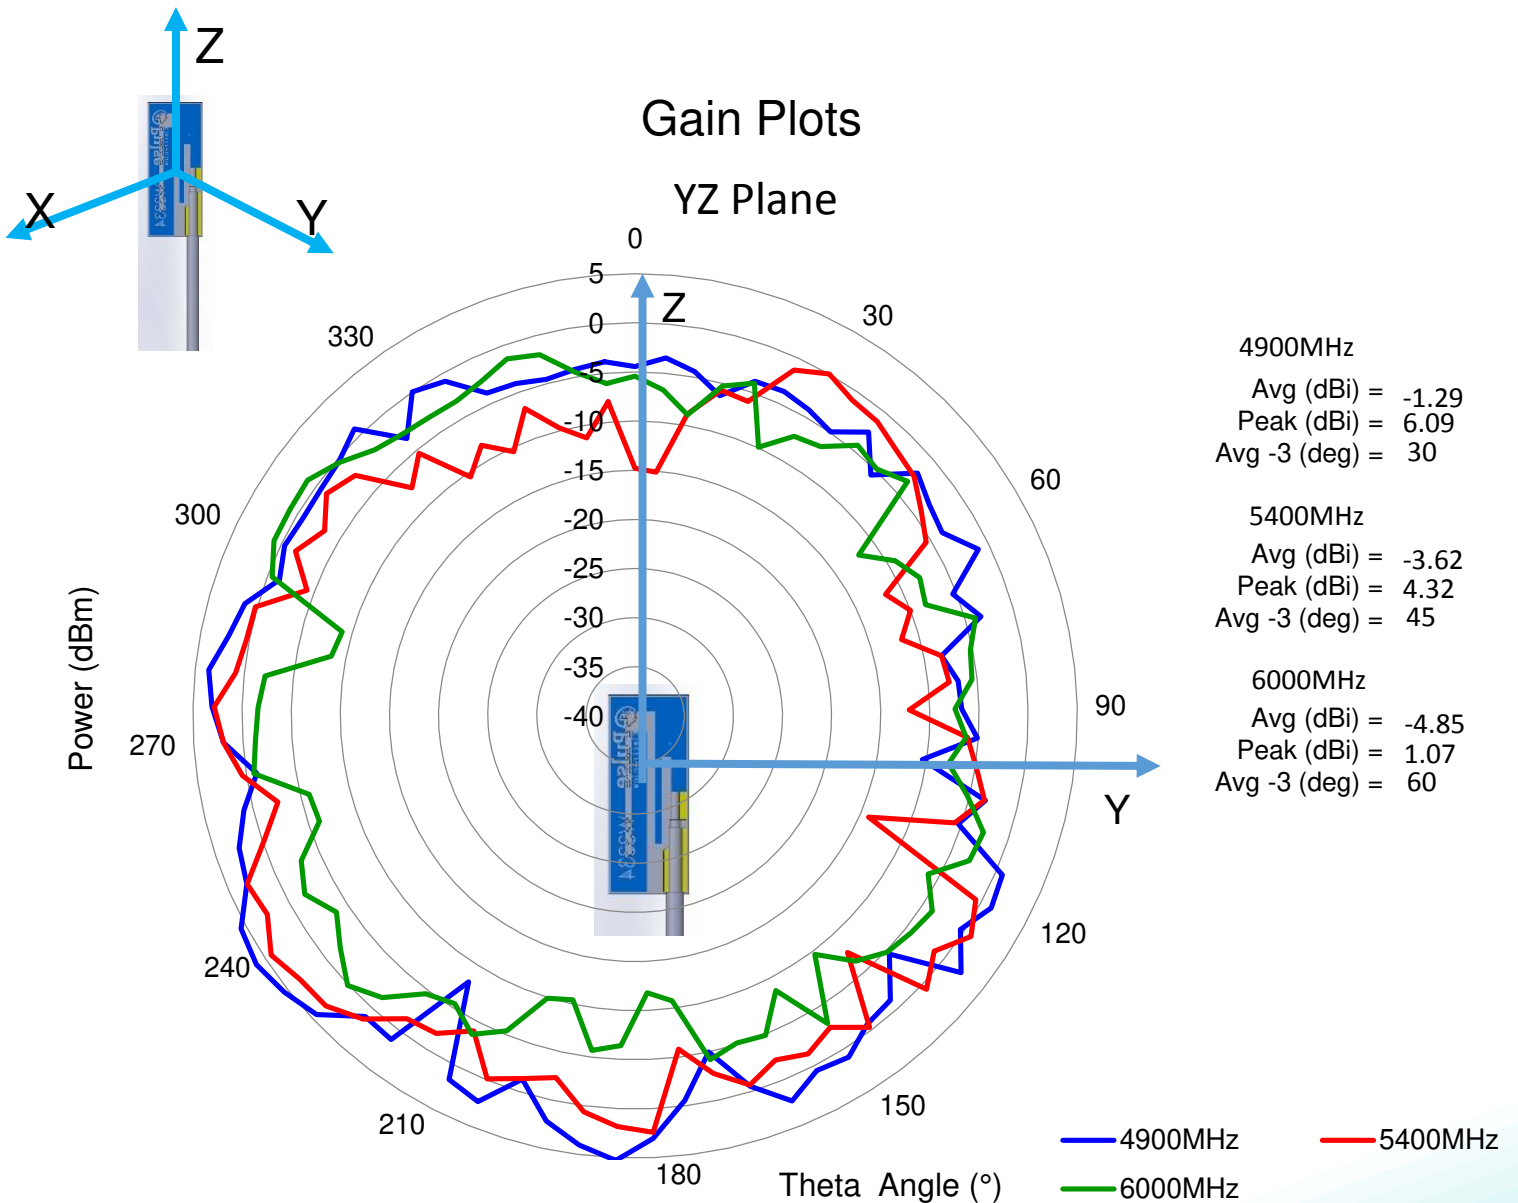 Z
X
Y
Gain Plots
YZ Plane
0
5
0
-5
-10
-15
-20
-25
-30
-35
-40
Z
Y
30
60
90
120
150
180
210
240
270
300
330
Power (dBm)
Theta Angle (°)
4900MHz
Avg (dBi) = -1.29
Peak (dBi) = 6.09
Avg -3 (deg) = 30
5400MHz
Avg (dBi) = -3.62
Peak (dBi) = 4.32
Avg -3 (deg) = 45
6000MHz
Avg (dBi) = -4.85
Peak (dBi) = 1.07
Avg -3 (deg) = 60
4900MHz
5400MHz
6000MHz